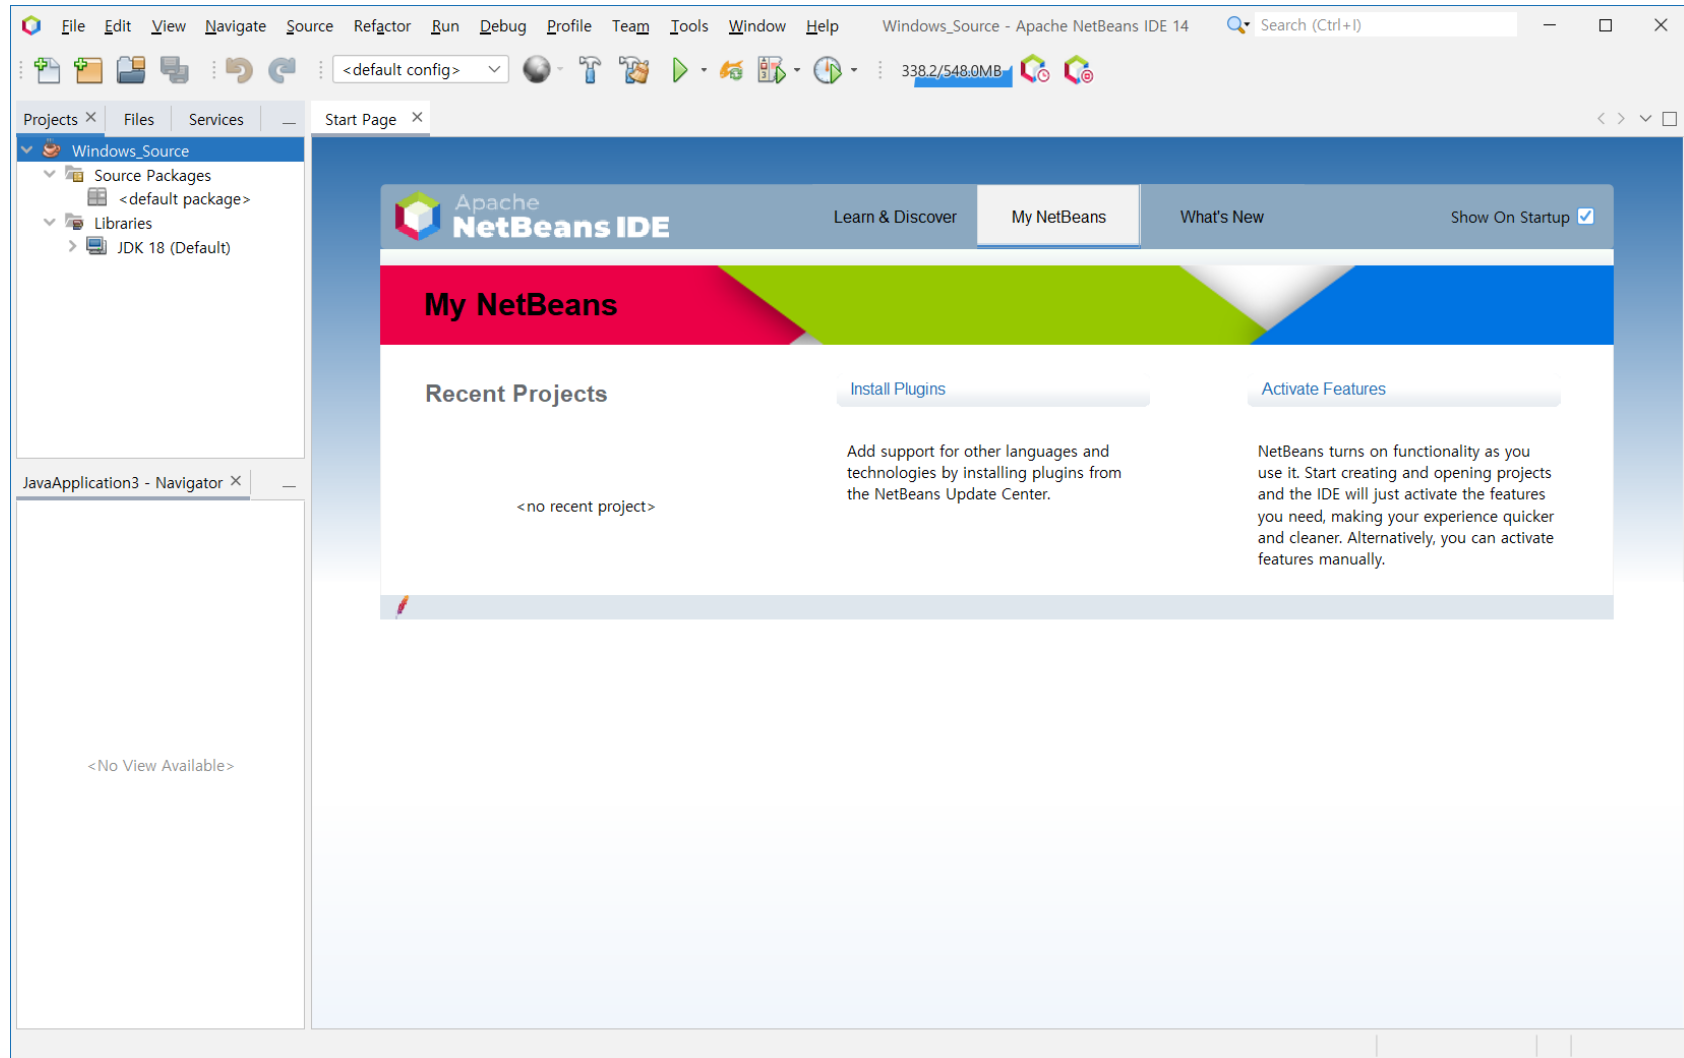 File Edit View Navigate Source Refactor Run Debug Profile Team Tools Window Help Windows_Source - Apache NetBeans IDE 14 Search (Ctrl+I)
<default config> 338.2/548.0MB
Projects Files Services Start Page
Windows_Source
Source Packages
<default package>
Libraries
JDK 18 (Default)
Apache
NetBeans IDE
Learn & Discover My NetBeans What's New Show On Startup
My NetBeans
Recent Projects
<no recent project>
Install Plugins
Add support for other languages and
technologies by installing plugins from
the NetBeans Update Center.
Activate Features
NetBeans turns on functionality as you
use it. Start creating and opening projects
and the IDE will just activate the features
you need, making your experience quicker
and cleaner. Alternatively, you can activate
features manually.
JavaApplication3 - Navigator
<No View Available>